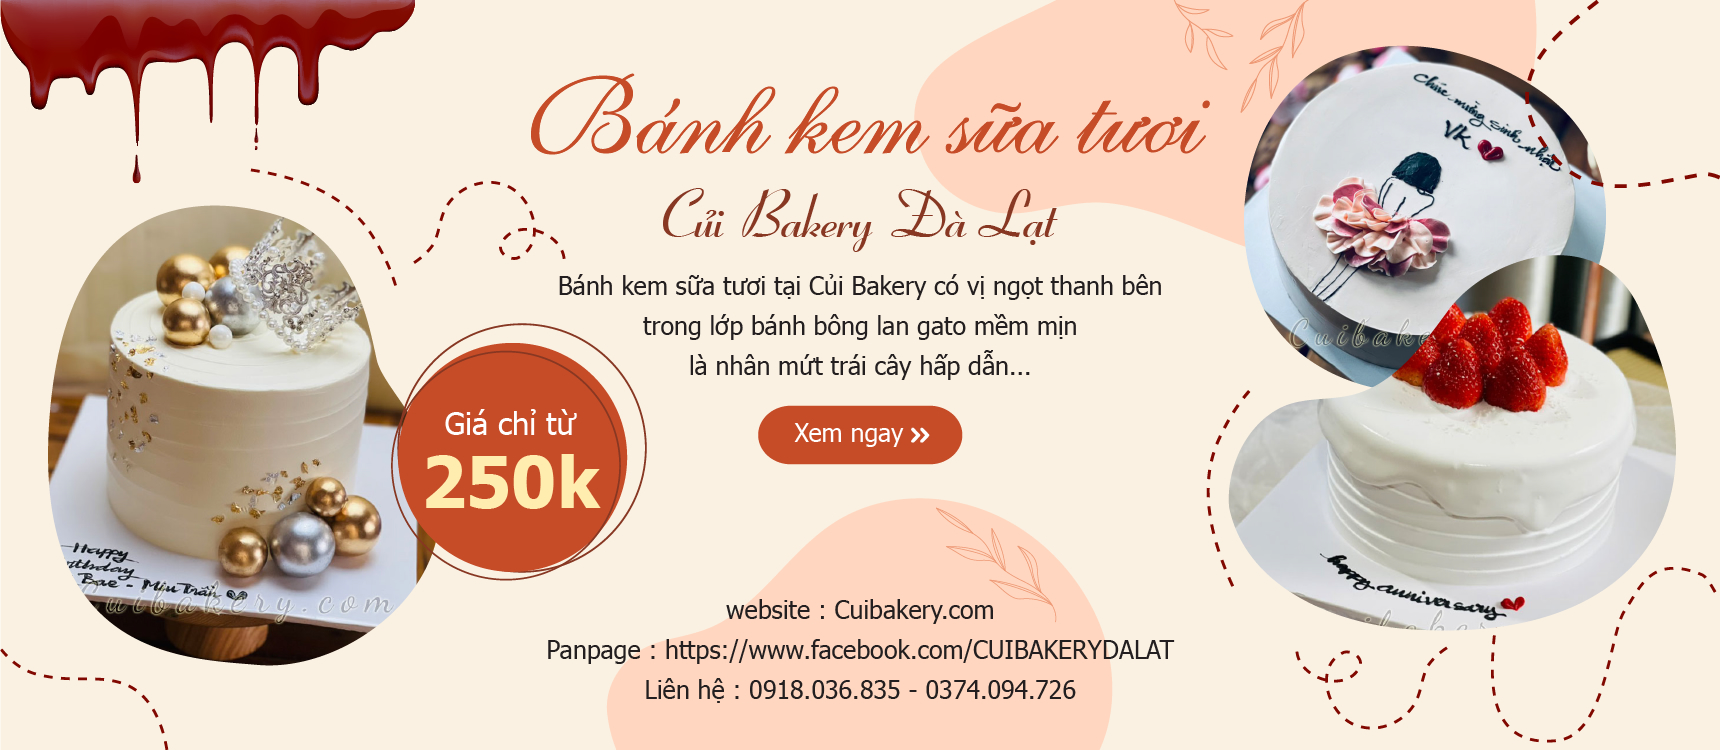 Bánh kem sữa tươi
Củi Bakery Đà Lạt
Bánh kem sữa tươi tại Củi Bakery có vị ngọt thanh bên
trong lớp bánh bông lan gato mềm mịn
là nhân mứt trái cây hấp dẫn...
Xem ngay
Giá chỉ từ
250k
website : Cuibakery.com
Panpage : https://www.facebook.com/CUIBAKERYDALAT
Liên hệ : 0918.036.835 - 0374.094.726
Happy
Bae - Miu Trần
Cuibakery.com
Chúc mừng sinh nhật
VK
Cuibake
happy anniversary